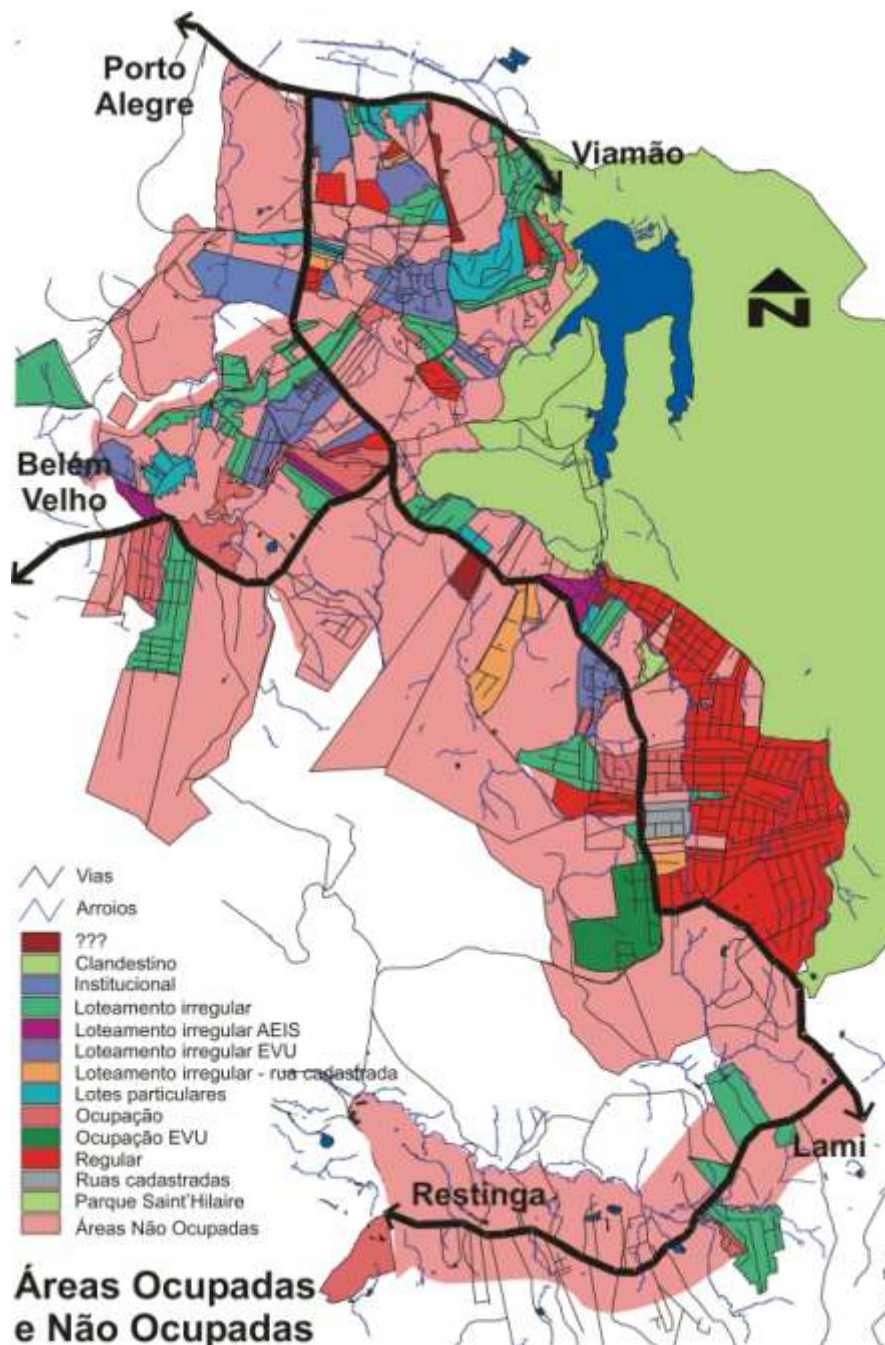 Porto
Alegre
Viamão
N
Belém
Velho
Vias
Arroios
???
Clandestino
Institucional
Loteamento irregular
Loteamento irregular AEIS
Loteamento irregular EVU
Loteamento irregular - rua cadastrada
Lotes particulares
Ocupação
Ocupação EVU
Regular
Ruas cadastradas
Parque Saint'Hilaire
Áreas Não Ocupadas
Lami
Restinga
Áreas Ocupadas
e Não Ocupadas